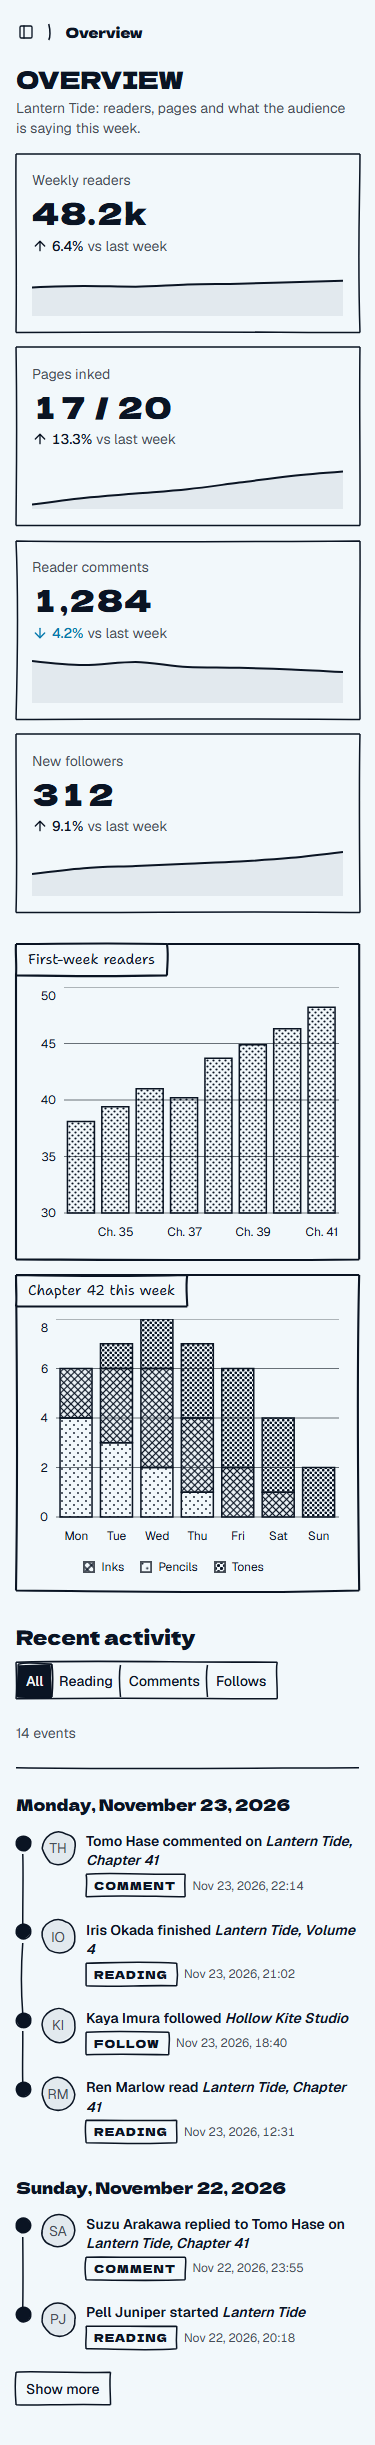 Overview
OVERVIEW
Lantern Tide: readers, pages and what the audience
is saying this week.
Weekly readers
48.2k
↑ 6.4% vs last week
Pages inked
17 / 20
↑ 13.3% vs last week
Reader comments
1,284
↓ 4.2% vs last week
New followers
312
↑ 9.1% vs last week
First-week readers
50
45
40
35
30
Ch. 35 Ch. 37 Ch. 39 Ch. 41
Chapter 42 this week
8
6
4
2
0
Mon Tue Wed Thu Fri Sat Sun
Inks Pencils Tones
Recent activity
All Reading Comments Follows
14 events
Monday, November 23, 2026
TH
Tomo Hase commented on Lantern Tide,
Chapter 41
COMMENT Nov 23, 2026, 22:14
IO
Iris Okada finished Lantern Tide, Volume
4
READING Nov 23, 2026, 21:02
KI
Kaya Imura followed Hollow Kite Studio
FOLLOW Nov 23, 2026, 18:40
RM
Ren Marlow read Lantern Tide, Chapter
41
READING Nov 23, 2026, 12:31
Sunday, November 22, 2026
SA
Suzu Arakawa replied to Tomo Hase on
Lantern Tide, Chapter 41
COMMENT Nov 22, 2026, 23:55
PJ
Pell Juniper started Lantern Tide
READING Nov 22, 2026, 20:18
Show more